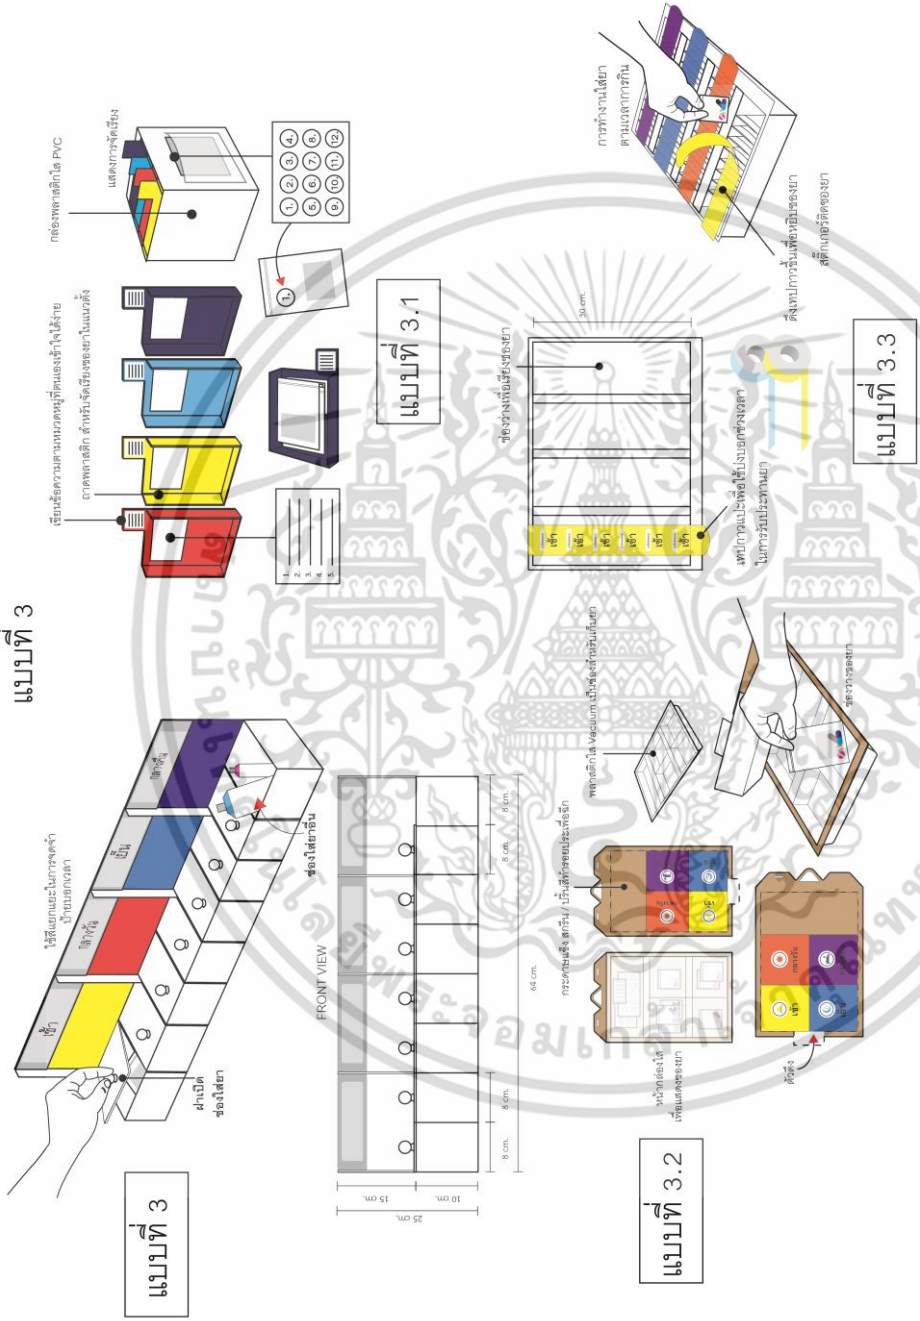 แบบที่ 3
แบบที่ 3
ใช้สีแยกแยะในการจดจำ
ป้ายบอกเวลา
เช้า
กลางวัน
เย็น
ฝาเปิด
ช่องใส่ยา
ช่องใส่ยาอื่น
FRONT VIEW
15 cm.
10 cm.
25 cm.
8 cm.
8 cm.
8 cm.
8 cm.
64 cm.
แบบที่ 3.1
เขียนข้อความตามหมวดหมู่ที่ตนเองเข้าใจได้ง่าย
ถาดพลาสติก สำหรับจัดเรียงซองยาในแนวตั้ง
กล่องพลาสติกใส PVC
แสดงการจัดเรียง
1.
2.
3.
4.
5.
1.
1. 2. 3. 4.
5. 6. 7. 8.
9. 10. 11. 12.
แบบที่ 3.2
หน้ากล่องใส
เพื่อแสดงซองยา
กระดาษแข็ง สกรีน / ปริ้นสีทำรอยประเพื่อฉีก
พลาสติกใส Vacuum เป็นช่องสำหรับเก็บยา
ตัวดึง
เช้า
กลางวัน
เย็น
ช่องวางซองยา
แบบที่ 3.3
ช่องว่างเพื่อเรียงซองยา
30 cm.
เช้า
เช้า
เช้า
เช้า
เช้า
เช้า
เทปกาวแปะเพื่อใช้บ่งบอกช่วงเวลา
ในการรับประทานยา
การทำงานใส่ยา
ตามเวลาการกิน
ดึงเทปกาวขึ้นเพื่อหยิบซองยา
สติ๊กเกอร์ติดซองยา